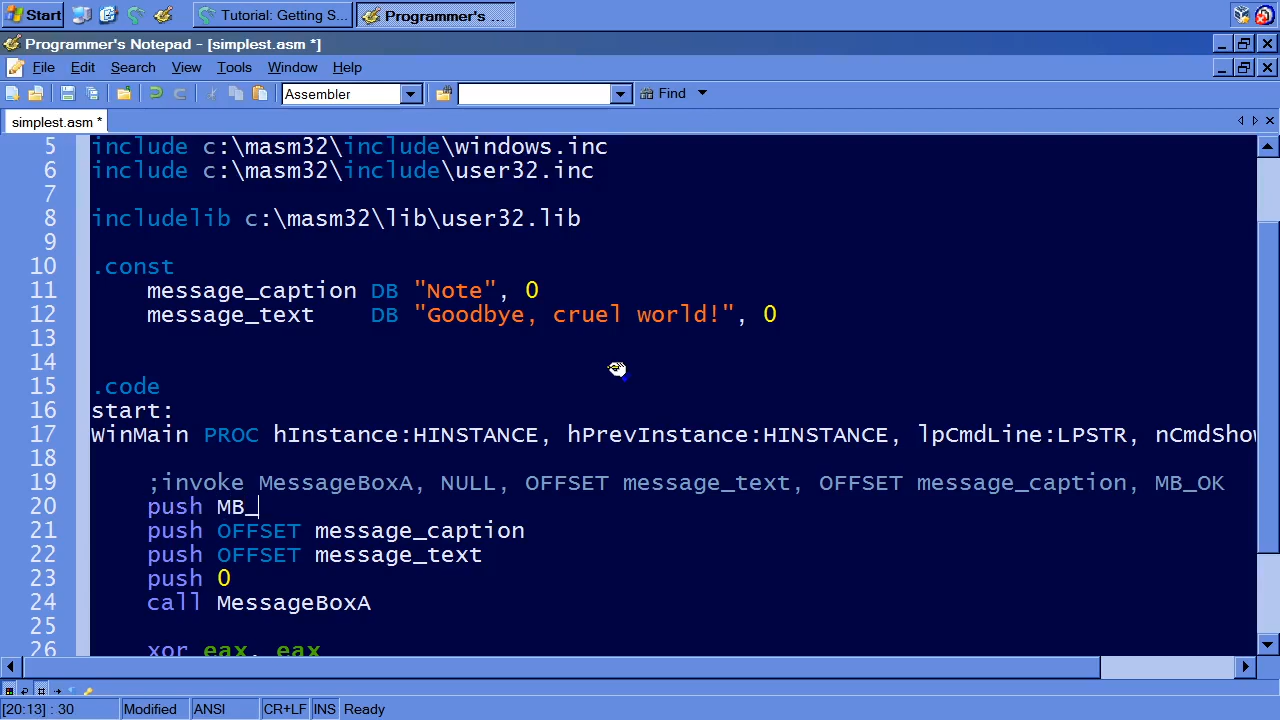 Start Tutorial: Getting S... Programmer's ...
Programmer's Notepad - [simplest.asm *]
File Edit Search View Tools Window Help
Assembler Find
simplest.asm *
5 include c:\masm32\include\windows.inc
6 include c:\masm32\include\user32.inc
7
8 includelib c:\masm32\lib\user32.lib
9
10 .const
11 message_caption DB "Note", 0
12 message_text DB "Goodbye, cruel world!", 0
13
14
15 .code
16 start:
17 WinMain PROC hInstance:HINSTANCE, hPrevInstance:HINSTANCE, lpCmdLine:LPSTR, nCmdShow
18
19 ;invoke MessageBoxA, NULL, OFFSET message_text, OFFSET message_caption, MB_OK
20 push MB_
21 push OFFSET message_caption
22 push OFFSET message_text
23 push 0
24 call MessageBoxA
25
26 xor eax, eax
[20:13] : 30 Modified ANSI CR+LF INS Ready